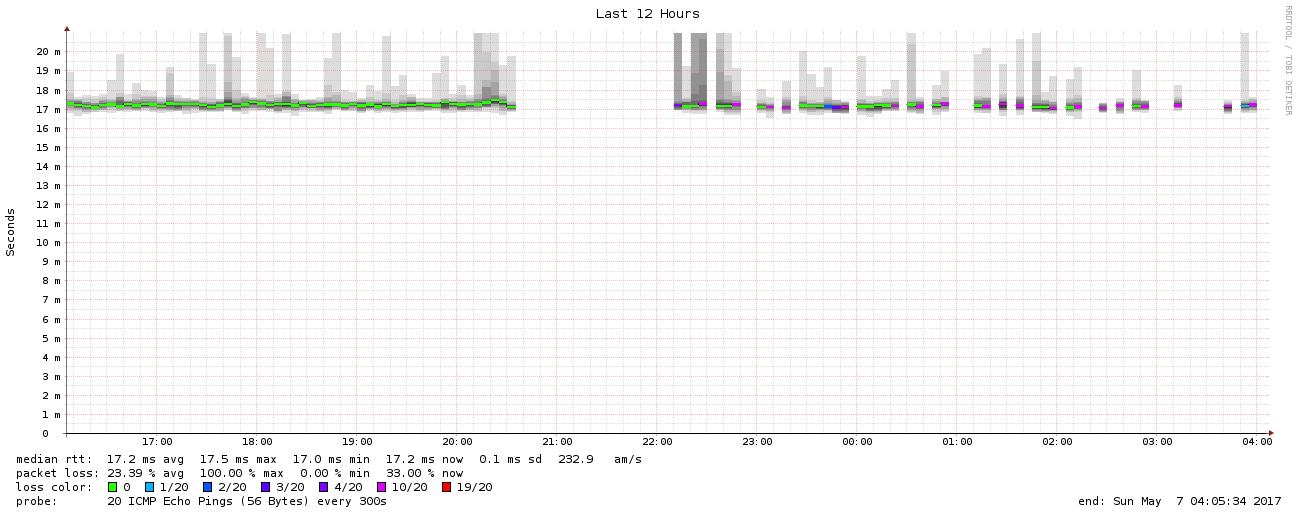 Last 12 Hours
RRDTOOL / TOBI OETIKER
Seconds
20 m
19 m
18 m
17 m
16 m
15 m
14 m
13 m
12 m
11 m
10 m
9 m
8 m
7 m
6 m
5 m
4 m
3 m
2 m
1 m
0
17:00 18:00 19:00 20:00 21:00 22:00 23:00 00:00 01:00 02:00 03:00 04:00
median rtt: 17.2 ms avg 17.5 ms max 17.0 ms min 17.2 ms now 0.1 ms sd 232.9 am/s
packet loss: 23.39 % avg 100.00 % max 0.00 % min 33.00 % now
loss color: 0 1/20 2/20 3/20 4/20 10/20 19/20
probe: 20 ICMP Echo Pings (56 Bytes) every 300s end: Sun May 7 04:05:34 2017